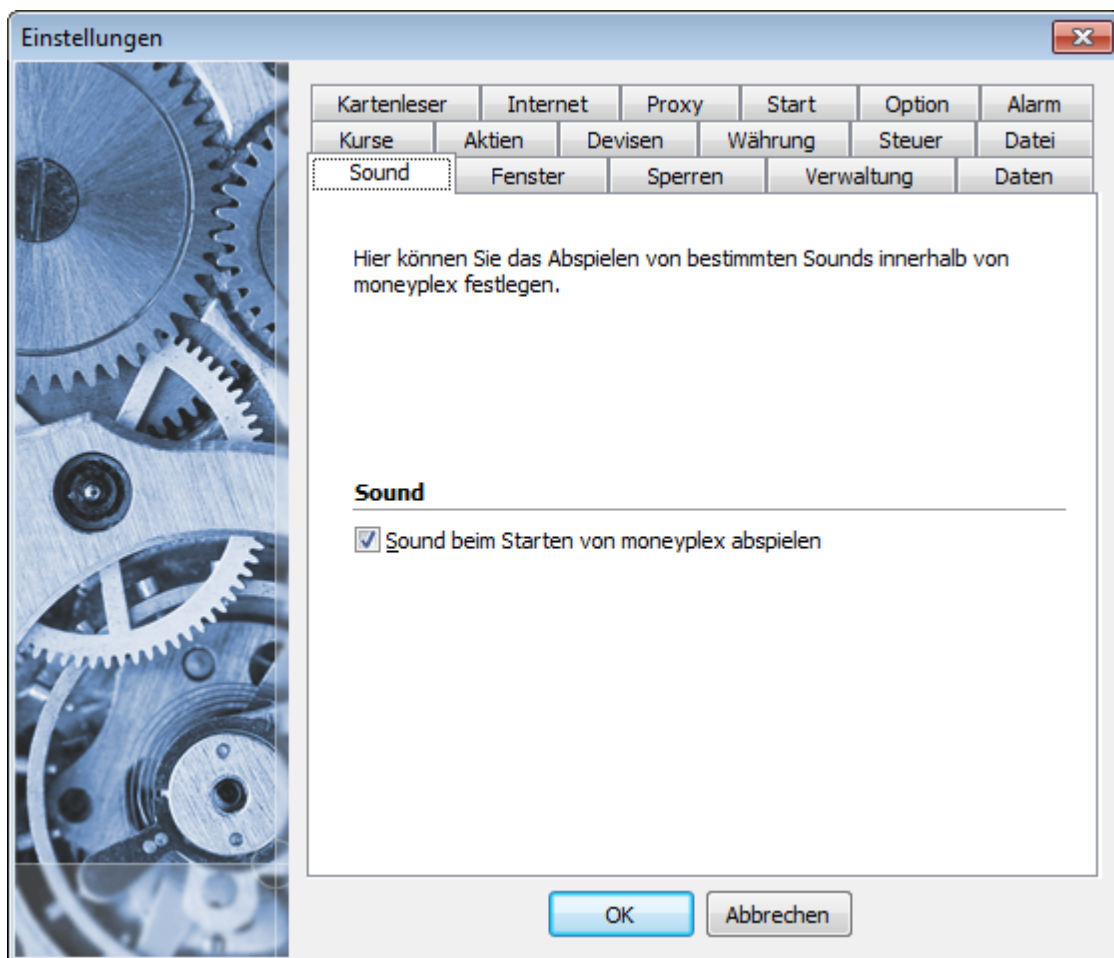 Einstellungen
Kartenleser Internet Proxy Start Option Alarm
Kurse Aktien Devisen Währung Steuer Datei
Sound Fenster Sperren Verwaltung Daten
Hier können Sie das Abspielen von bestimmten Sounds innerhalb von
moneyplex festlegen.
Sound
Sound beim Starten von moneyplex abspielen
OK Abbrechen